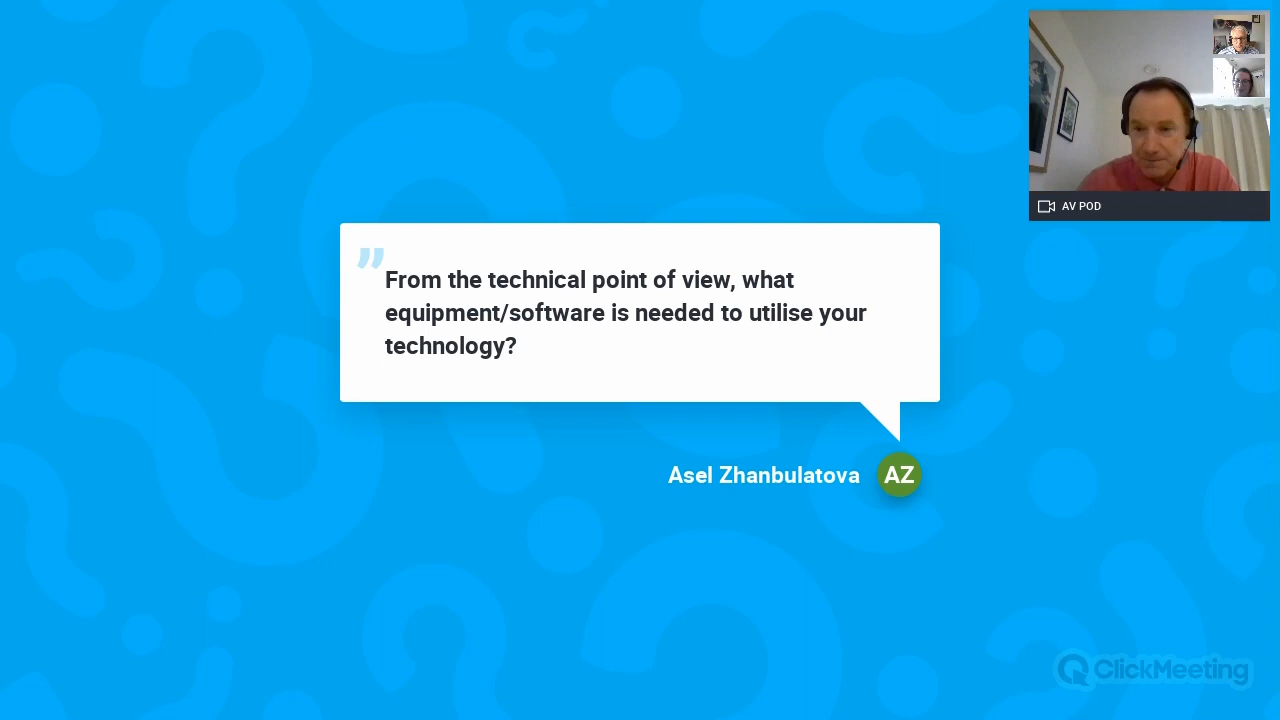 AV POD
"
From the technical point of view, what
equipment/software is needed to utilise your
technology?
Asel Zhanbulatova
AZ
ClickMeeting